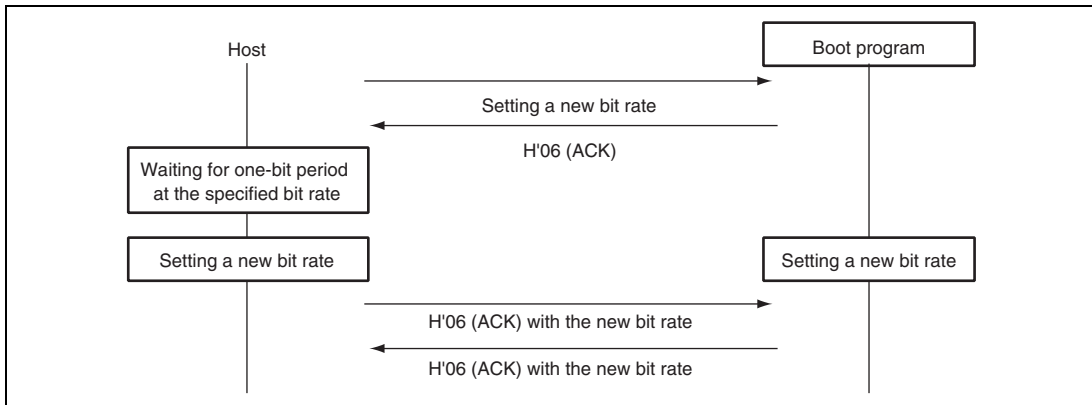 Host
Boot program
Setting a new bit rate
H'06 (ACK)
Waiting for one-bit period
at the specified bit rate
Setting a new bit rate
Setting a new bit rate
H'06 (ACK) with the new bit rate
H'06 (ACK) with the new bit rate